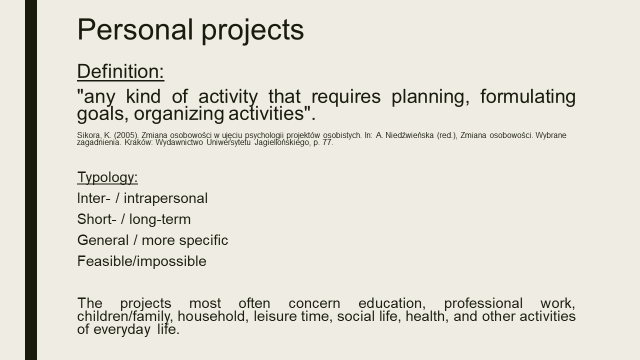 Personal projects
Definition:
"any kind of activity that requires planning, formulating
goals, organizing activities".
Sikora, K. (2005). Zmiana osobowości w ujęciu psychologii projektów osobistych. In: A. Niedźwieńska (red.), Zmiana osobowości. Wybrane
zagadnienia. Kraków: Wydawnictwo Uniwersytetu Jagiellońskiego, p. 77.
Typology:
Inter- / intrapersonal
Short- / long-term
General / more specific
Feasible/impossible
The projects most often concern education, professional work,
children/family, household, leisure time, social life, health, and other activities
of everyday life.